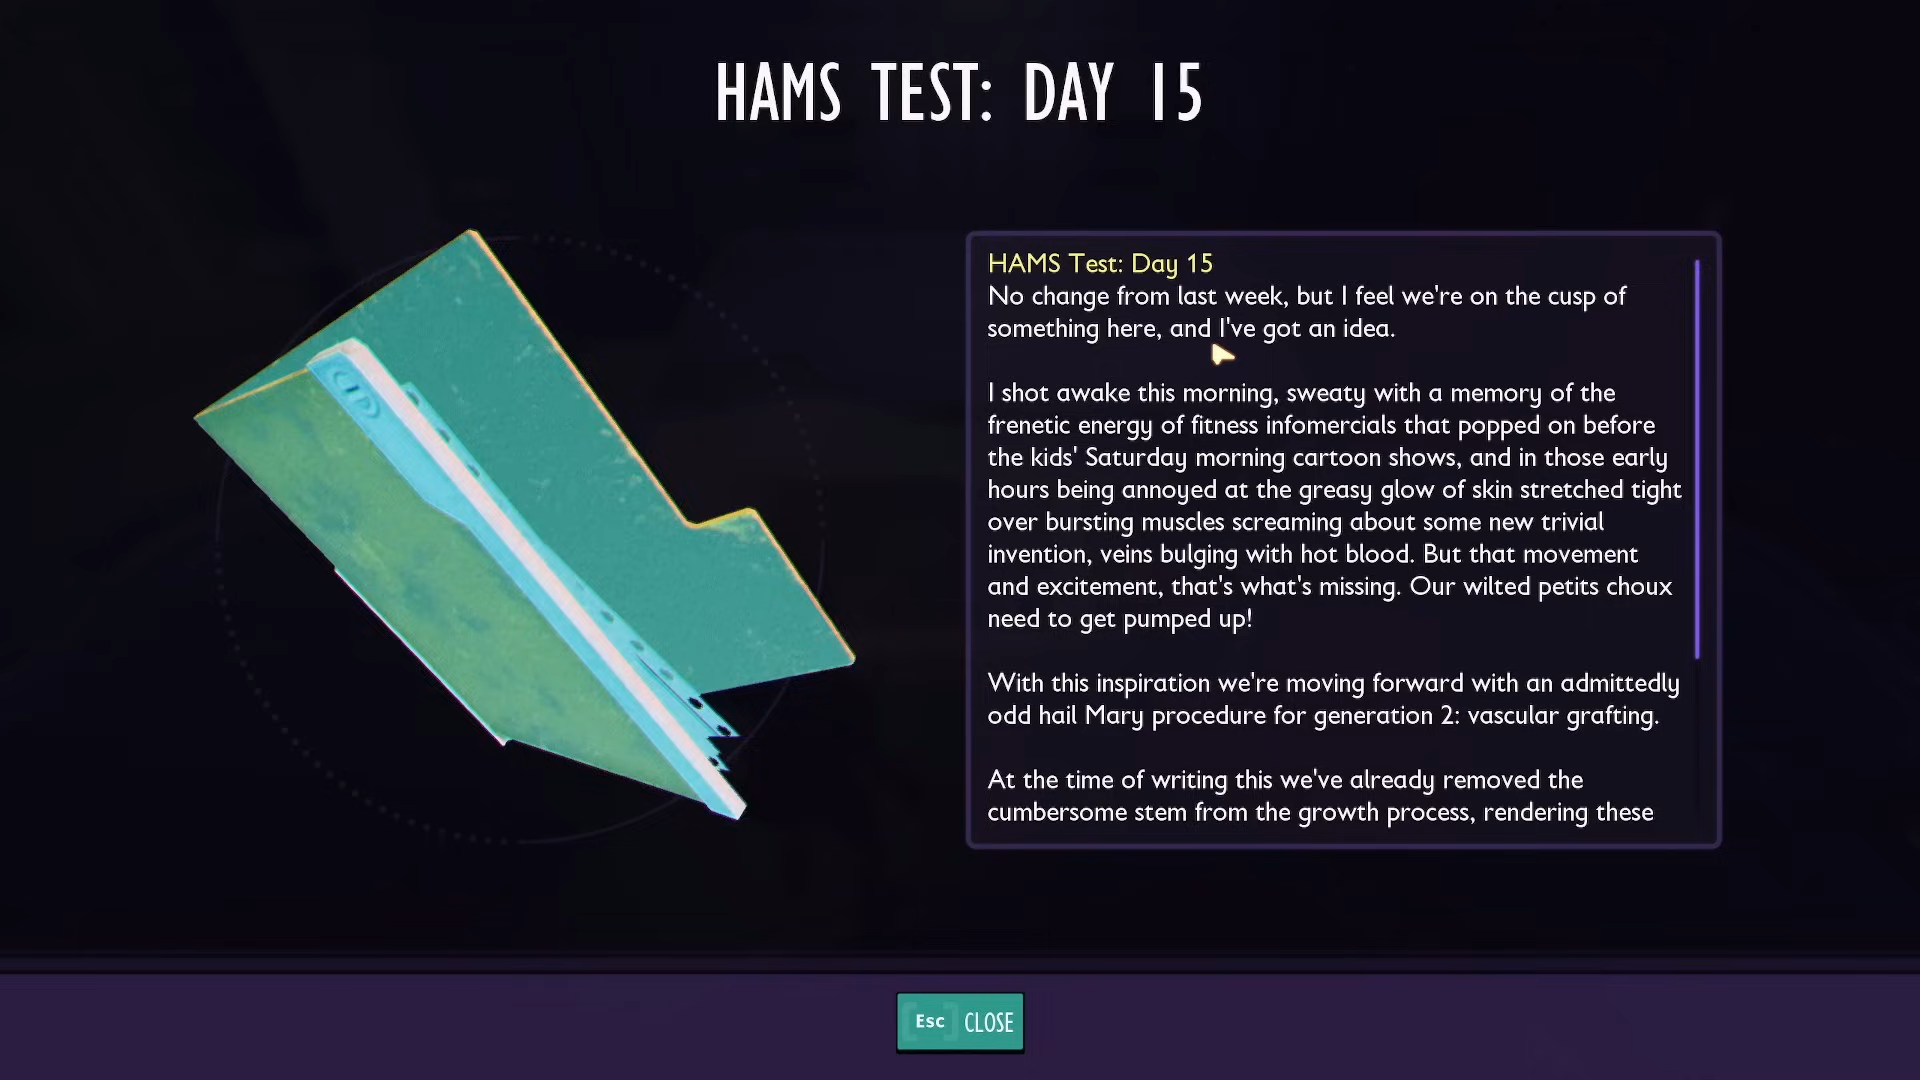 HAMS TEST: DAY 15
HAMS Test: Day 15
No change from last week, but I feel we're on the cusp of
something here, and I've got an idea.
I shot awake this morning, sweaty with a memory of the
frenetic energy of fitness infomercials that popped on before
the kids' Saturday morning cartoon shows, and in those early
hours being annoyed at the greasy glow of skin stretched tight
over bursting muscles screaming about some new trivial
invention, veins bulging with hot blood. But that movement
and excitement, that's what's missing. Our wilted petits choux
need to get pumped up!
With this inspiration we're moving forward with an admittedly
odd hail Mary procedure for generation 2: vascular grafting.
At the time of writing this we've already removed the
cumbersome stem from the growth process, rendering these
Esc CLOSE